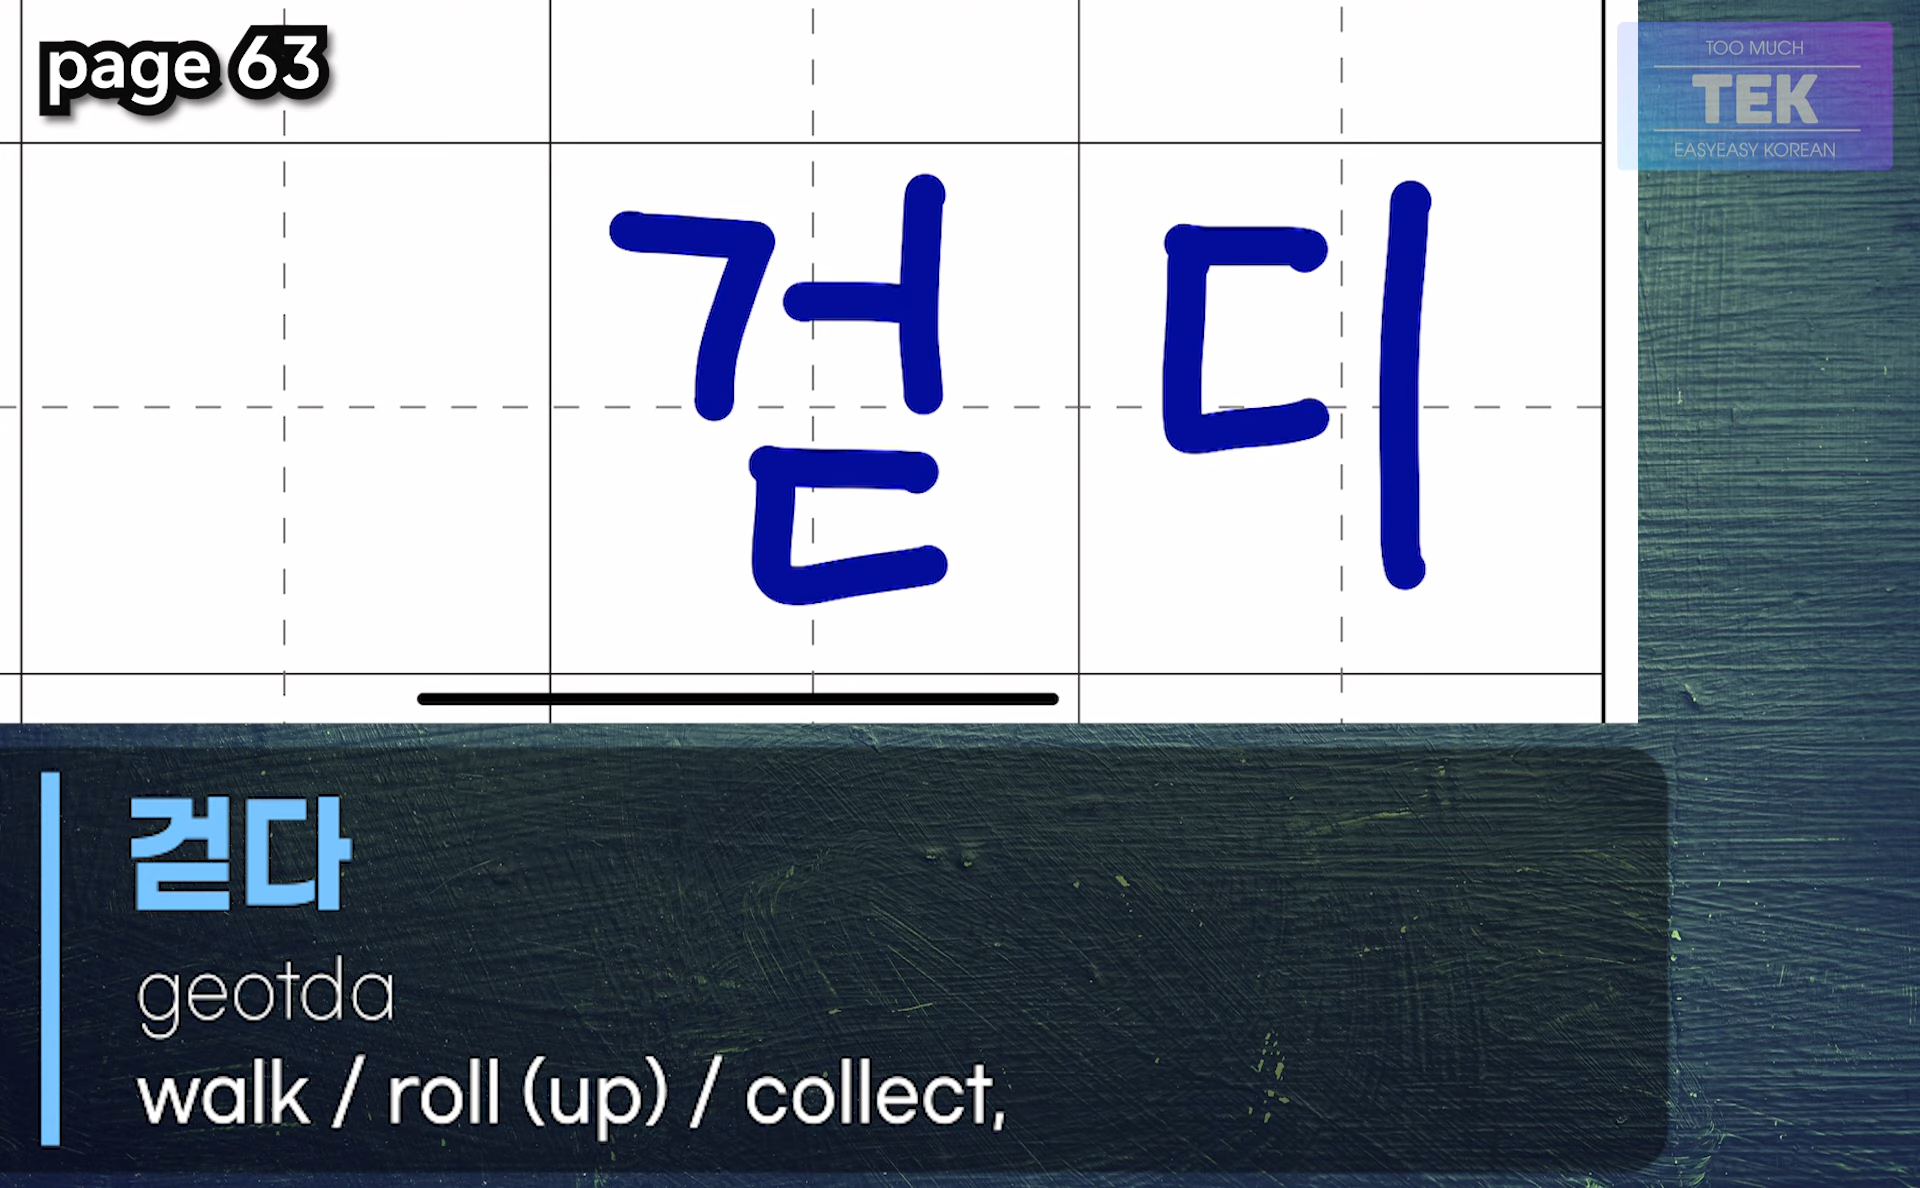 page 63
TOO MUCH
TEK
EASYEASY KOREAN
걷디
걷다
geotda
walk / roll (up) / collect,